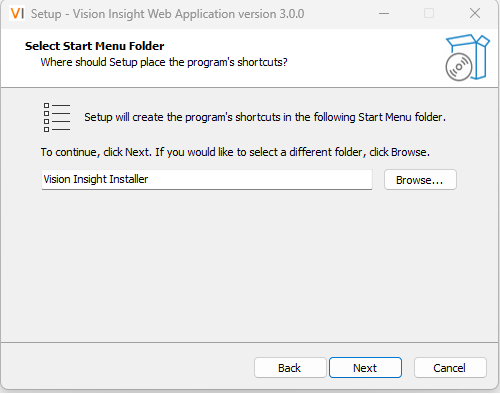 VI Setup - Vision Insight Web Application version 3.0.0
Select Start Menu Folder
Where should Setup place the program's shortcuts?
Setup will create the program's shortcuts in the following Start Menu folder.
To continue, click Next. If you would like to select a different folder, click Browse.
Vision Insight Installer
Browse...
Back
Next
Cancel